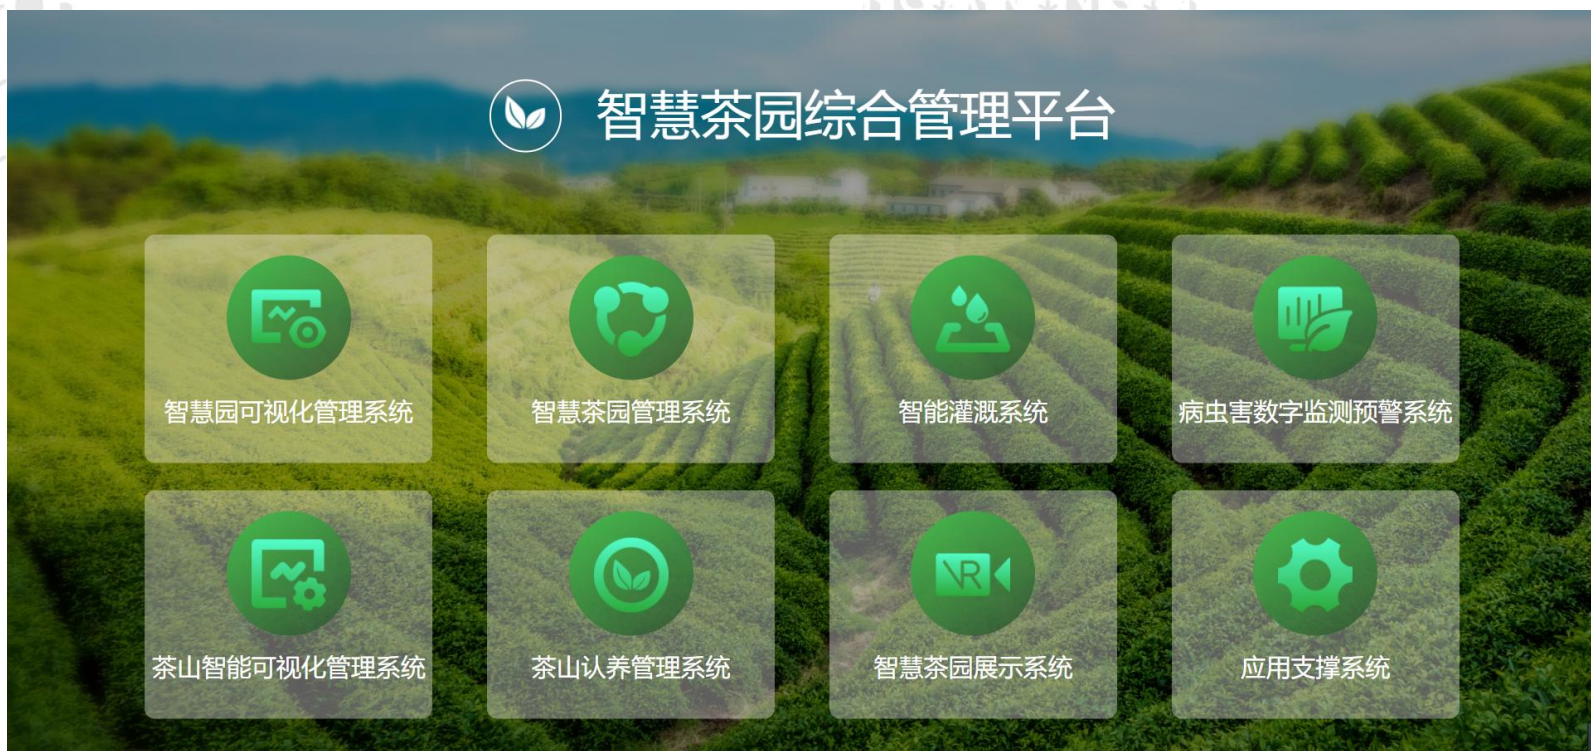 智慧茶园综合管理平台
智慧园可视化管理系统
智慧茶园管理系统
智能灌溉系统
病虫害数字监测预警系统
茶山智能可视化管理系统
茶山认养管理系统
VR
智慧茶园展示系统
应用支撑系统